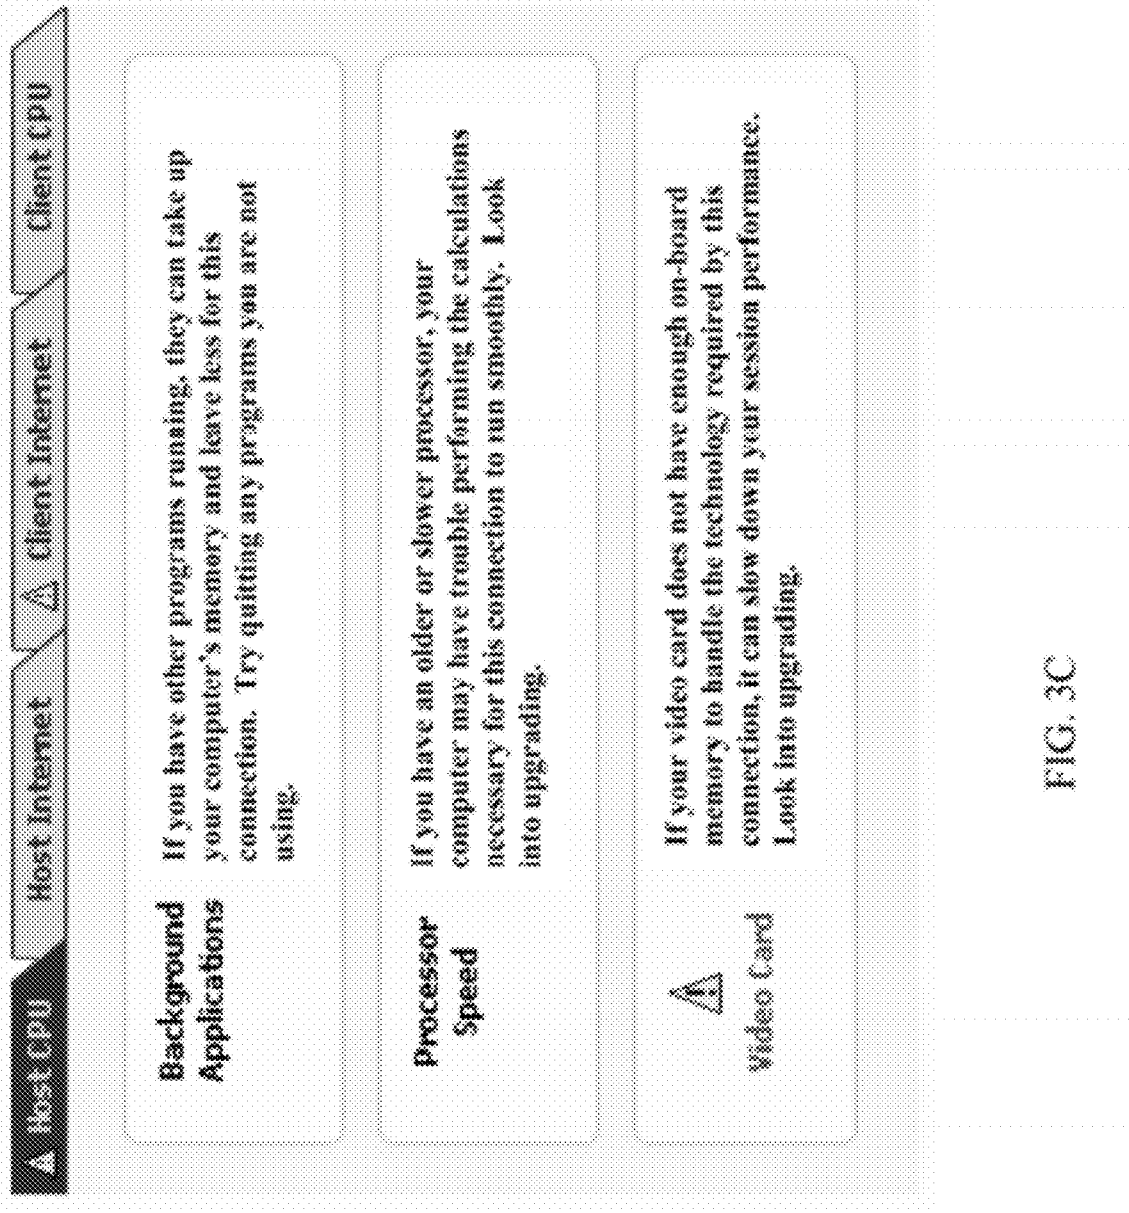 Host CPU
Host Internet
Client Internet
Client CPU
Background
Applications
If you have other programs running, they can take up
your computer's memory and leave less for this
connection. Try quitting any programs you are not
using.
Processor
Speed
If you have an older or slower processor, your
computer may have trouble performing the calculations
necessary for this connection to run smoothly. Look
into upgrading.
Video Card
If your video card does not have enough on-board
memory to handle the technology required by this
connection, it can slow down your session performance.
Look into upgrading.
FIG. 3C